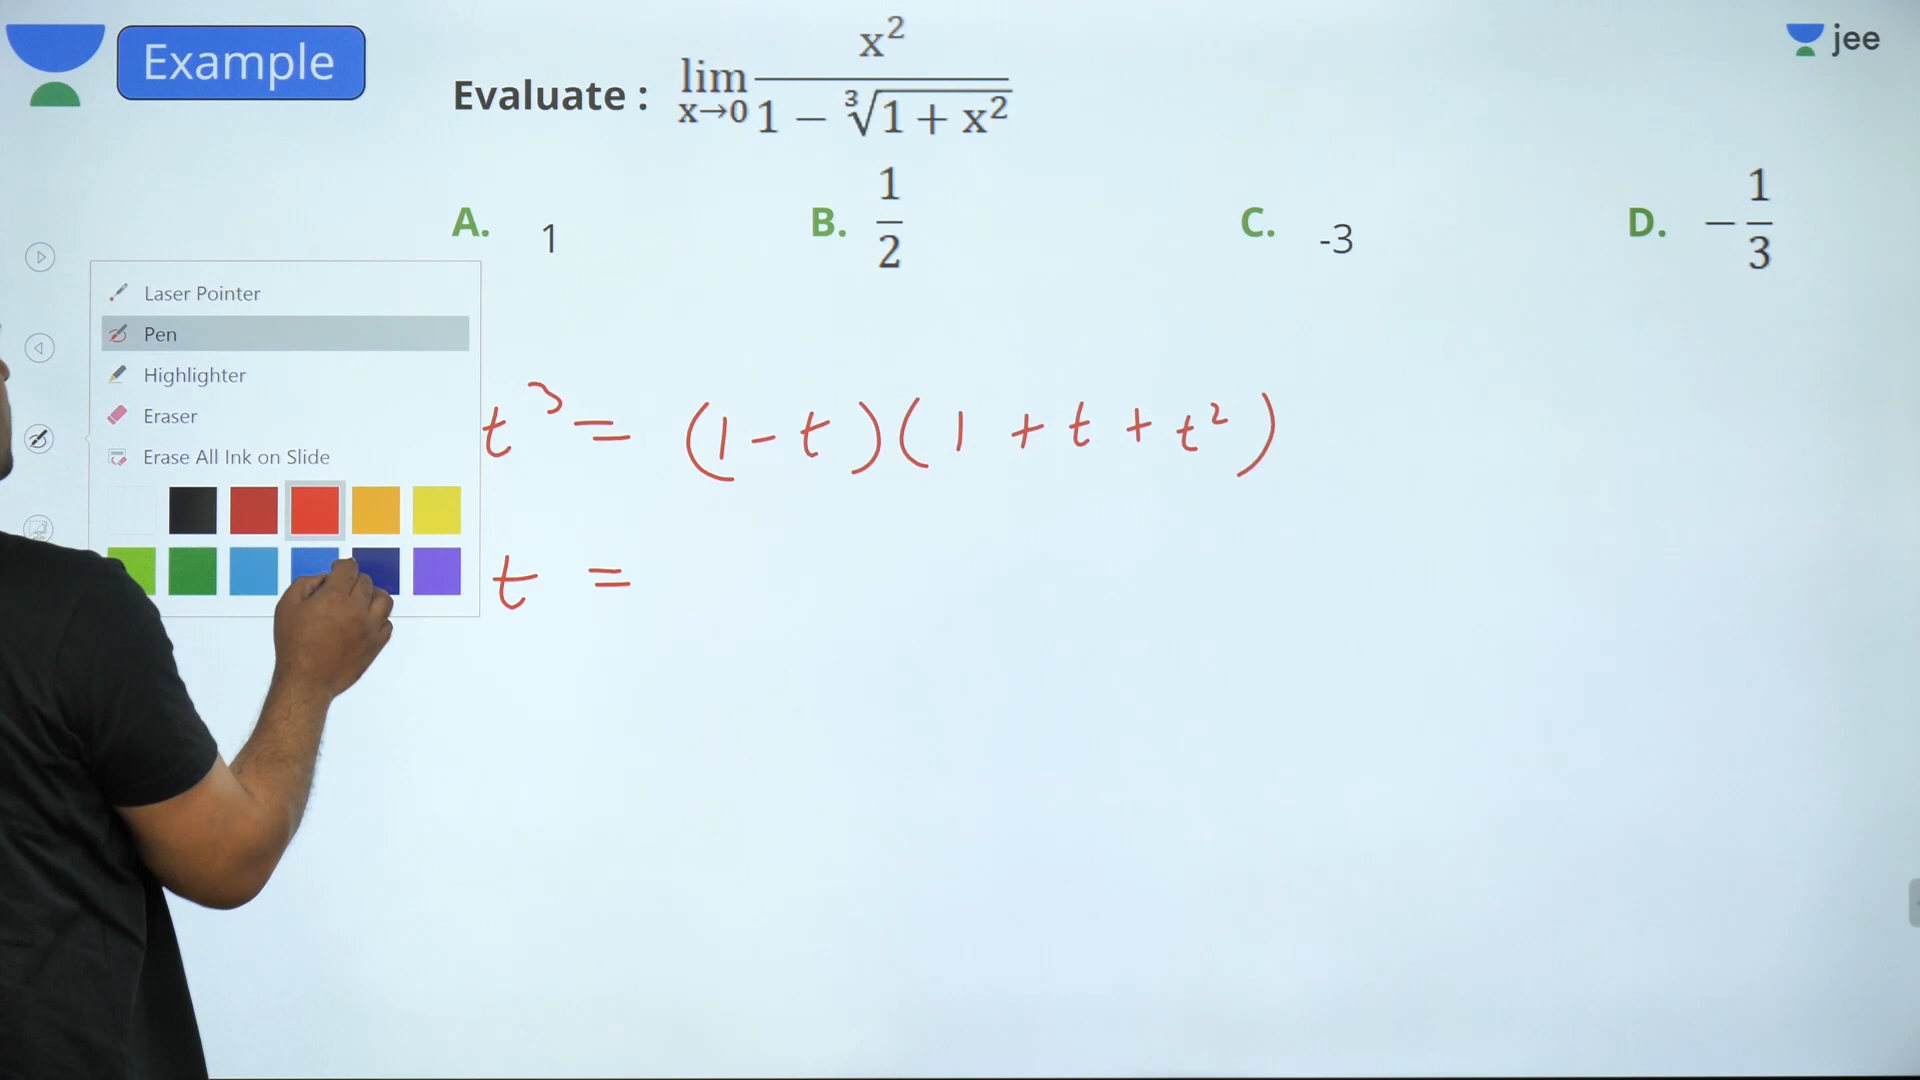 Example
Evaluate : lim x→0 x² / (1 − ∛(1 + x²))
jee
A. 1
B. 1/2
C. -3
D. −1/3
Laser Pointer
Pen
Highlighter
Eraser
Erase All Ink on Slide
t³ = (1 - t)(1 + t + t²)
t =